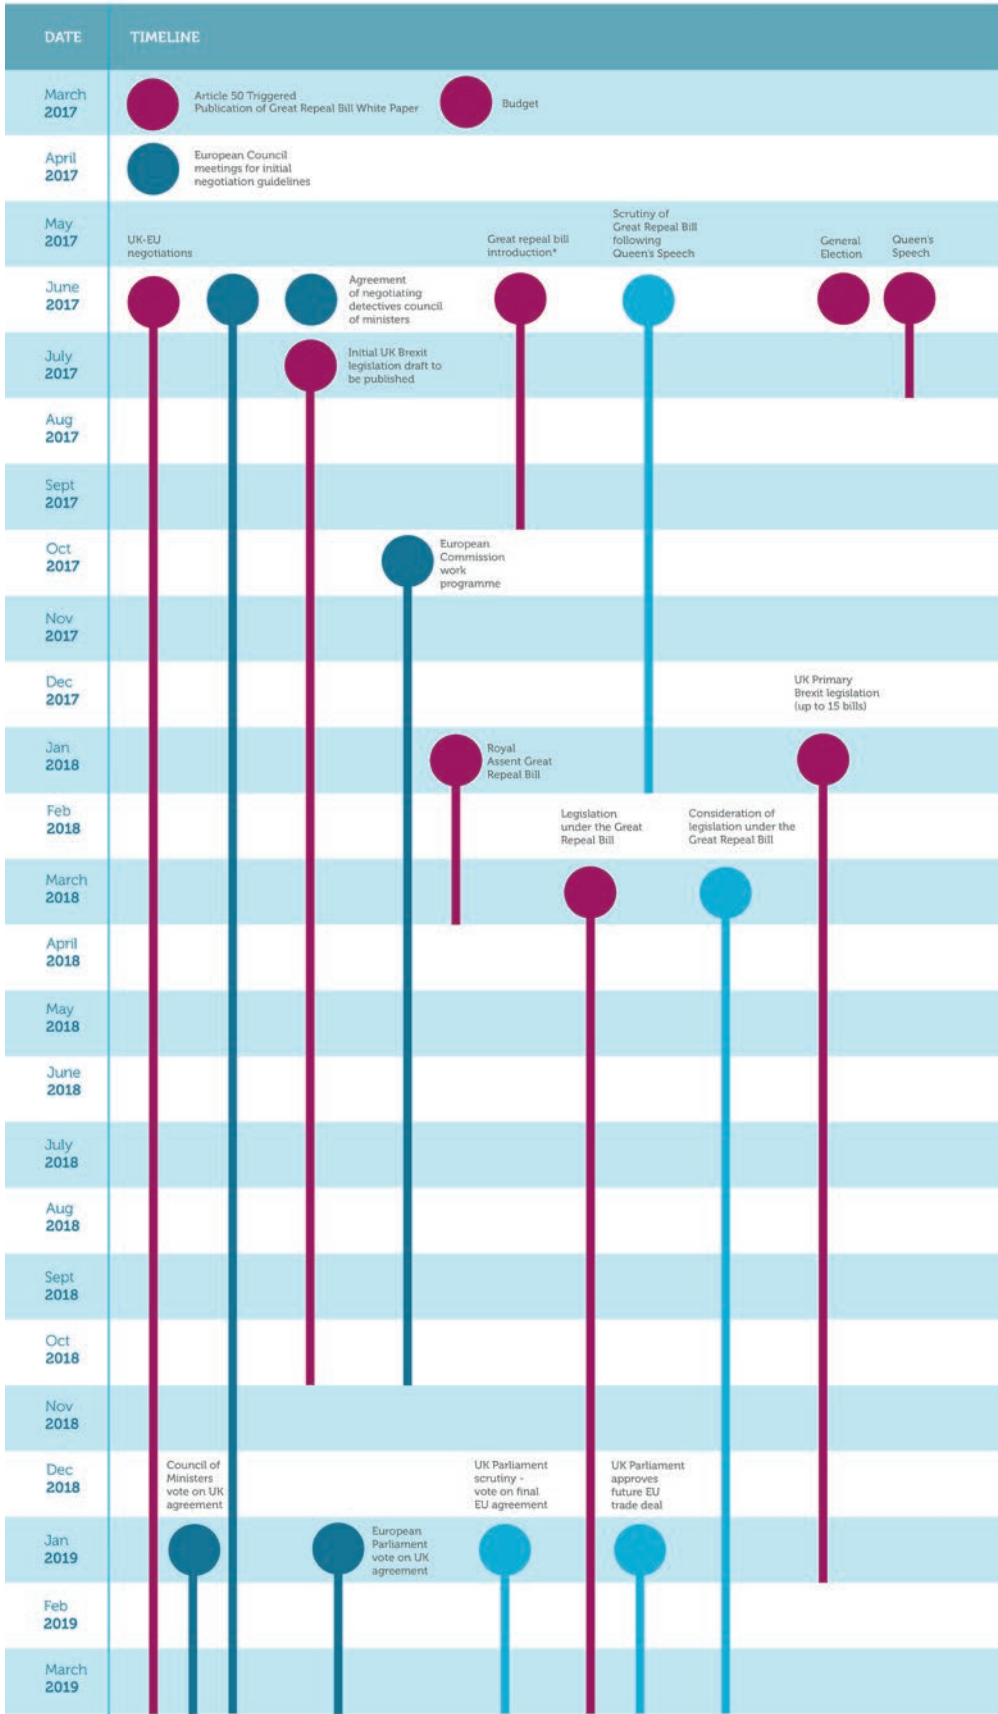 DATE
TIMELINE
March
2017
Article 50 Triggered
Publication of Great Repeal Bill White Paper
Budget
April
2017
European Council
meetings for initial
negotiation guidelines
May
2017
UK-EU
negotiations
Great repeal bill
introduction*
Scrutiny of
Great Repeal Bill
following
Queen's Speech
General
Election
Queen's
Speech
June
2017
Agreement
of negotiating
detectives council
of ministers
July
2017
Initial UK Brexit
legislation draft to
be published
Aug
2017
Sept
2017
Oct
2017
European
Commission
work
programme
Nov
2017
Dec
2017
UK Primary
Brexit legislation
(up to 15 bills)
Jan
2018
Royal
Assent Great
Repeal Bill
Feb
2018
Legislation
under the Great
Repeal Bill
Consideration of
legislation under the
Great Repeal Bill
March
2018
April
2018
May
2018
June
2018
July
2018
Aug
2018
Sept
2018
Oct
2018
Nov
2018
Dec
2018
Council of
Ministers
vote on UK
agreement
UK Parliament
scrutiny -
vote on final
EU agreement
UK Parliament
approves
future EU
trade deal
Jan
2019
European
Parliament
vote on UK
agreement
Feb
2019
March
2019